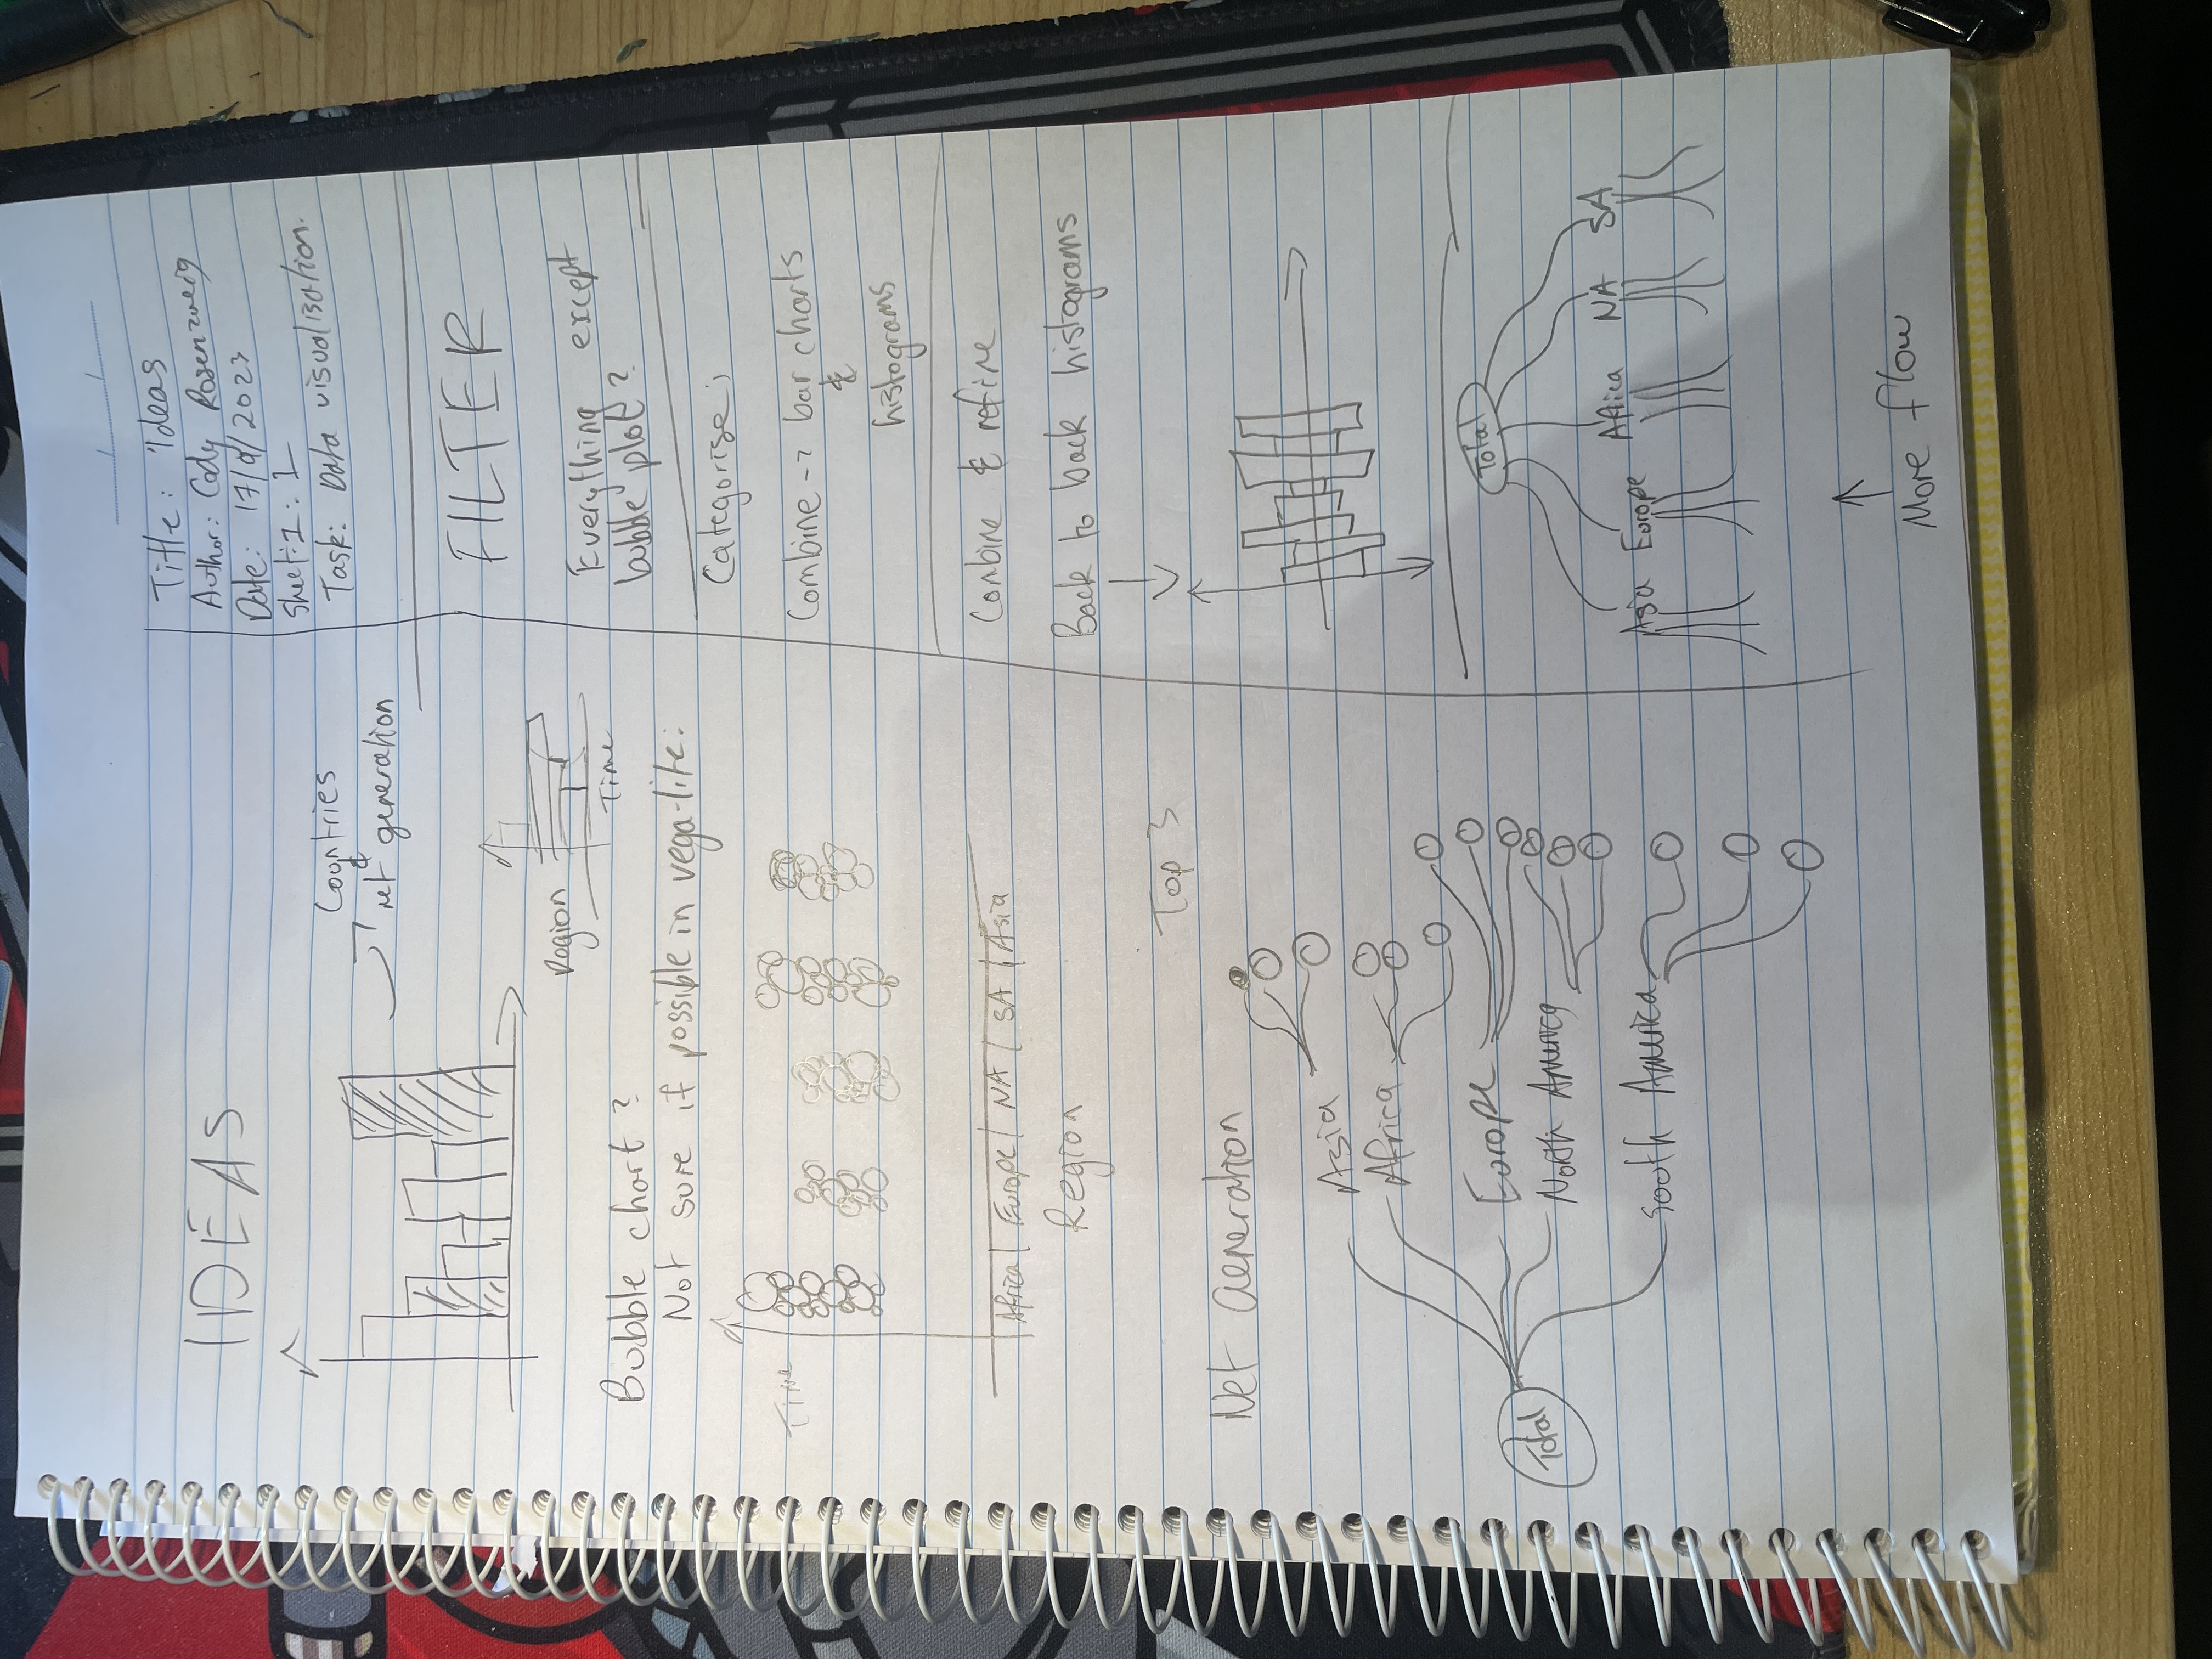 IDEAS
Countries
&
net generation
Region
Time
Bubble chart?
Not sure if possible in vega-lite:
Time
Africa | Europe | NA | SA | Asia
Region
Top 3
Net Generation
Asia
Africa
Europe
North America
South America
Total
Title: Ideas
Author: Cody Rosenzweig
Date: 17/9/2023
Sheet: 1: 1
Task: Data visualisation.
FILTER
Everything except
bubble plot?
Categorise;
Combine -> bar charts
&
histograms
Combine & refine
Back to back histograms
Total
Asia Europe Africa NA SA
More flow